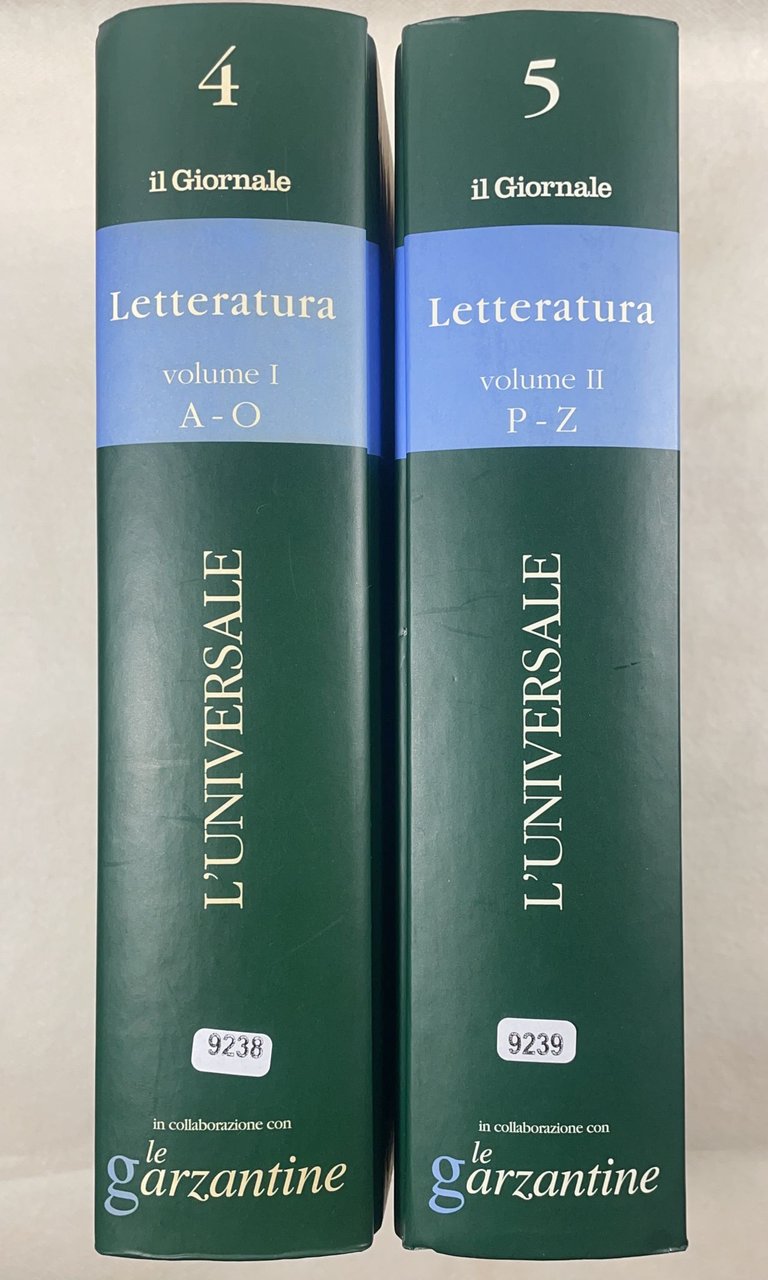 4
il Giornale
Letteratura
volume I
A - O
L'UNIVERSALE
9238
in collaborazione con
le
garzantine
5
il Giornale
Letteratura
volume II
P - Z
L'UNIVERSALE
9239
in collaborazione con
le
garzantine